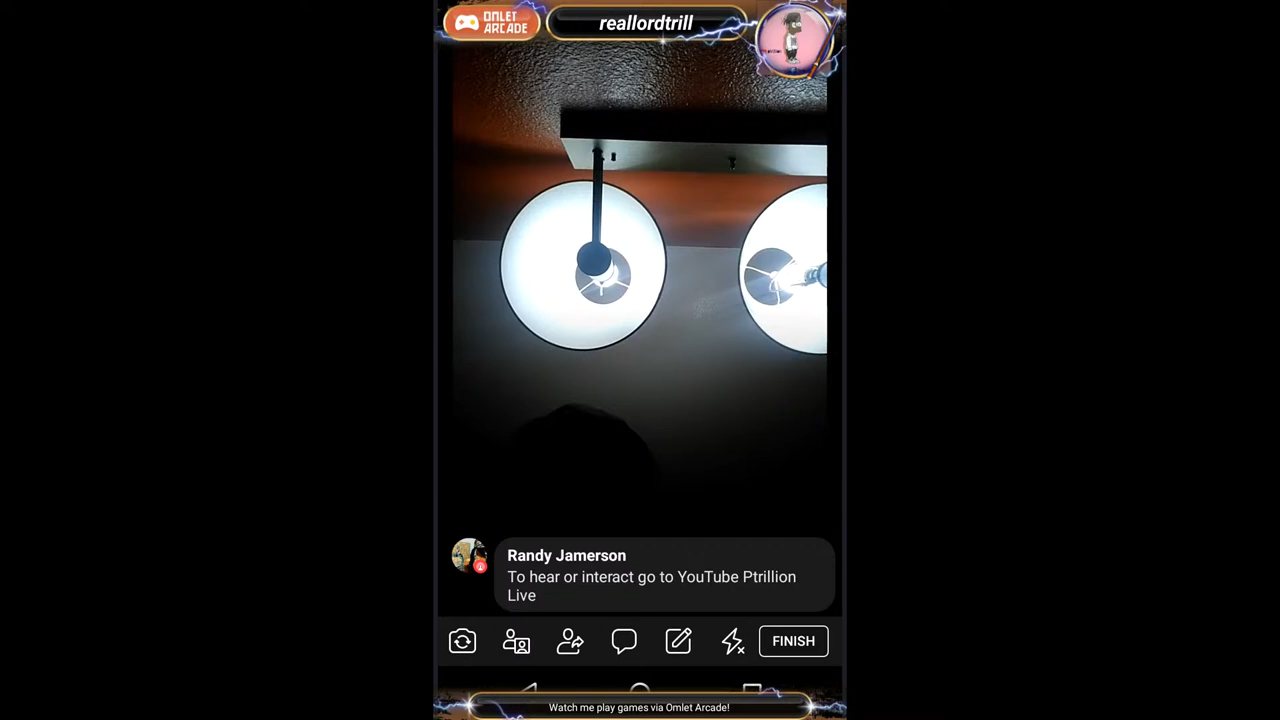 OMLET
ARCADE
reallordtrill
Randy Jamerson
To hear or interact go to YouTube Ptrillion
Live
FINISH
Watch me play games via Omlet Arcade!